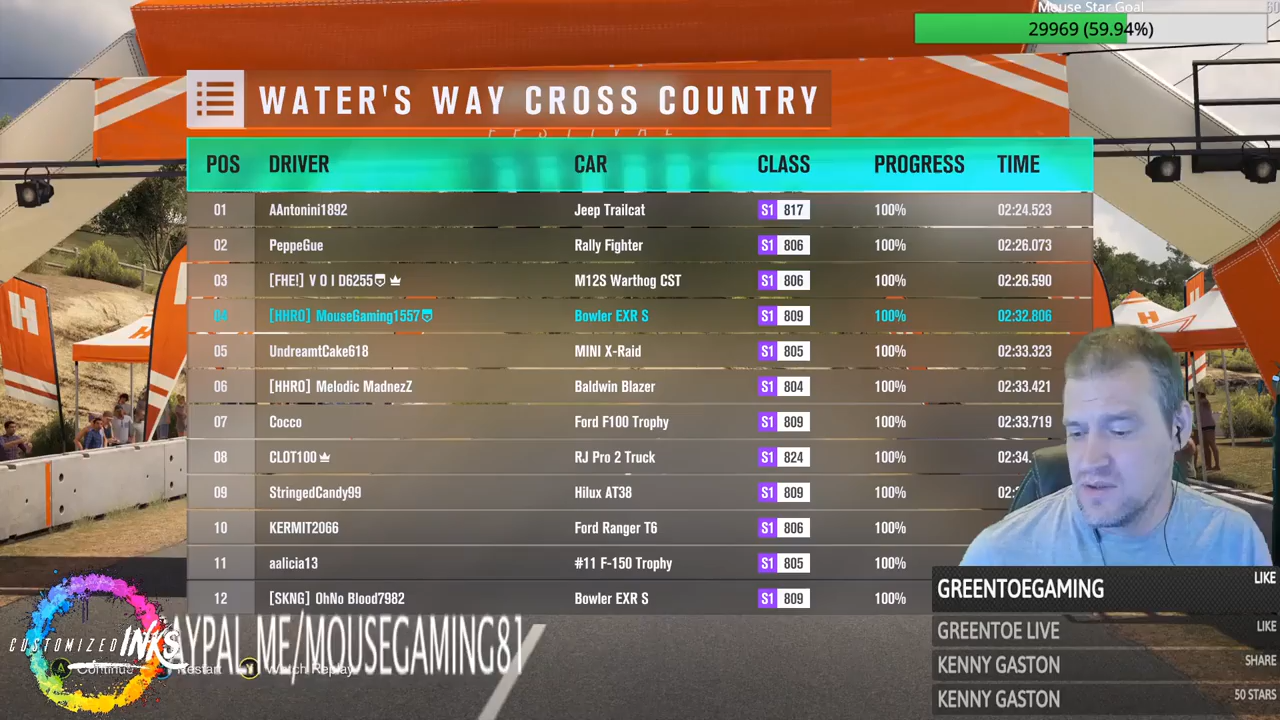 Mouse Star Goal
60
29969 (59.94%)
WATER'S WAY CROSS COUNTRY
FESTIVAL
POS DRIVER CAR CLASS PROGRESS TIME
01 AAntonini1892 Jeep Trailcat S1 817 100% 02:24.523
02 PeppeGue Rally Fighter S1 806 100% 02:26.073
03 [FHE!] V O I D6255 M12S Warthog CST S1 806 100% 02:26.590
04 [HHRO] MouseGaming1557 Bowler EXR S S1 809 100% 02:32.806
05 UndreamtCake618 MINI X-Raid S1 805 100% 02:33.323
06 [HHRO] Melodic MadnezZ Baldwin Blazer S1 804 100% 02:33.421
07 Cocco Ford F100 Trophy S1 809 100% 02:33.719
08 CLOT100 RJ Pro 2 Truck S1 824 100% 02:34.
09 StringedCandy99 Hilux AT38 S1 809 100% 02:
10 KERMIT2066 Ford Ranger T6 S1 806 100%
11 aalicia13 #11 F-150 Trophy S1 805 100%
12 [SKNG] OhNo Blood7982 Bowler EXR S S1 809 100%
H
H
GREENTOEGAMING LIKE
GREENTOE LIVE LIKE
KENNY GASTON SHARE
KENNY GASTON 50 STARS
CUSTOMIZED INKS
AYPAL.ME/MOUSEGAMING81
A Continue Restart Y Watch Replay